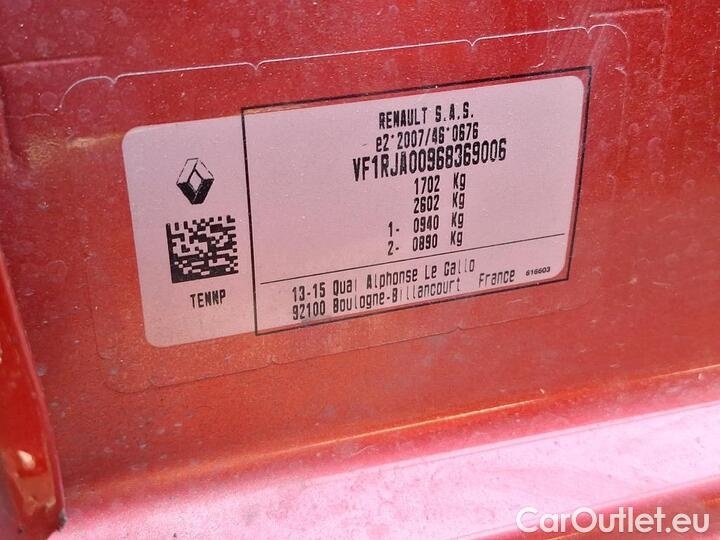 RENAULT S.A.S.
e2*2007/46*0676
VF1RJA00968369006
1702 Kg
2602 Kg
1- 0940 Kg
2- 0890 Kg
TENNP
13-15 Quai Alphonse Le Gallo
92100 Boulogne-Billancourt France
616603
CarOutlet.eu